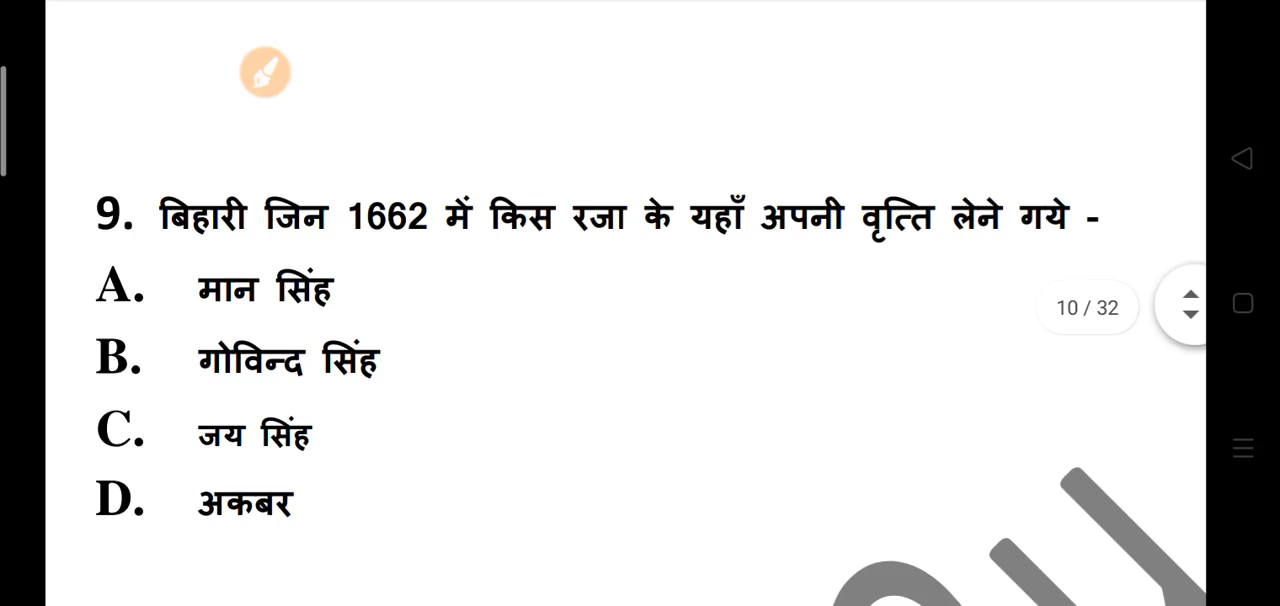 9. बिहारी जिन 1662 में किस रजा के यहाँ अपनी वृत्ति लेने गये -
A. मान सिंह
B. गोविन्द सिंह
10 / 32
C. जय सिंह
D. अकबर